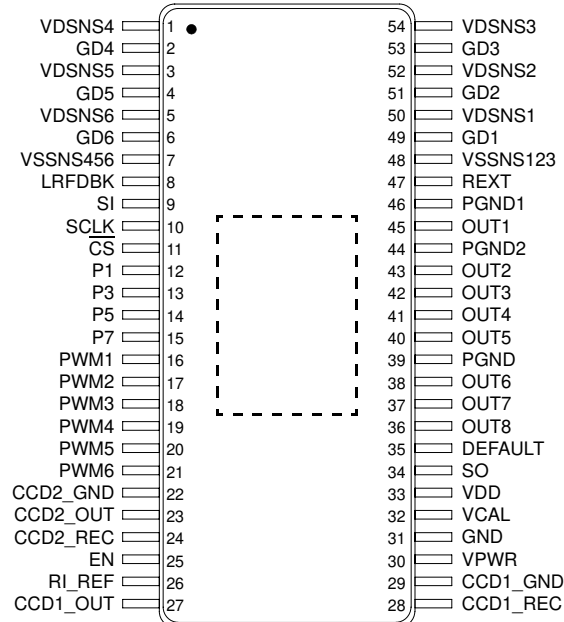 VDSNS4 1 54 VDSNS3
GD4 2 53 GD3
VDSNS5 3 52 VDSNS2
GD5 4 51 GD2
VDSNS6 5 50 VDSNS1
GD6 6 49 GD1
VSSNS456 7 48 VSSNS123
LRFDBK 8 47 REXT
SI 9 46 PGND1
SCLK 10 45 OUT1
CS 11 44 PGND2
P1 12 43 OUT2
P3 13 42 OUT3
P5 14 41 OUT4
P7 15 40 OUT5
PWM1 16 39 PGND
PWM2 17 38 OUT6
PWM3 18 37 OUT7
PWM4 19 36 OUT8
PWM5 20 35 DEFAULT
PWM6 21 34 SO
CCD2_GND 22 33 VDD
CCD2_OUT 23 32 VCAL
CCD2_REC 24 31 GND
EN 25 30 VPWR
RI_REF 26 29 CCD1_GND
CCD1_OUT 27 28 CCD1_REC